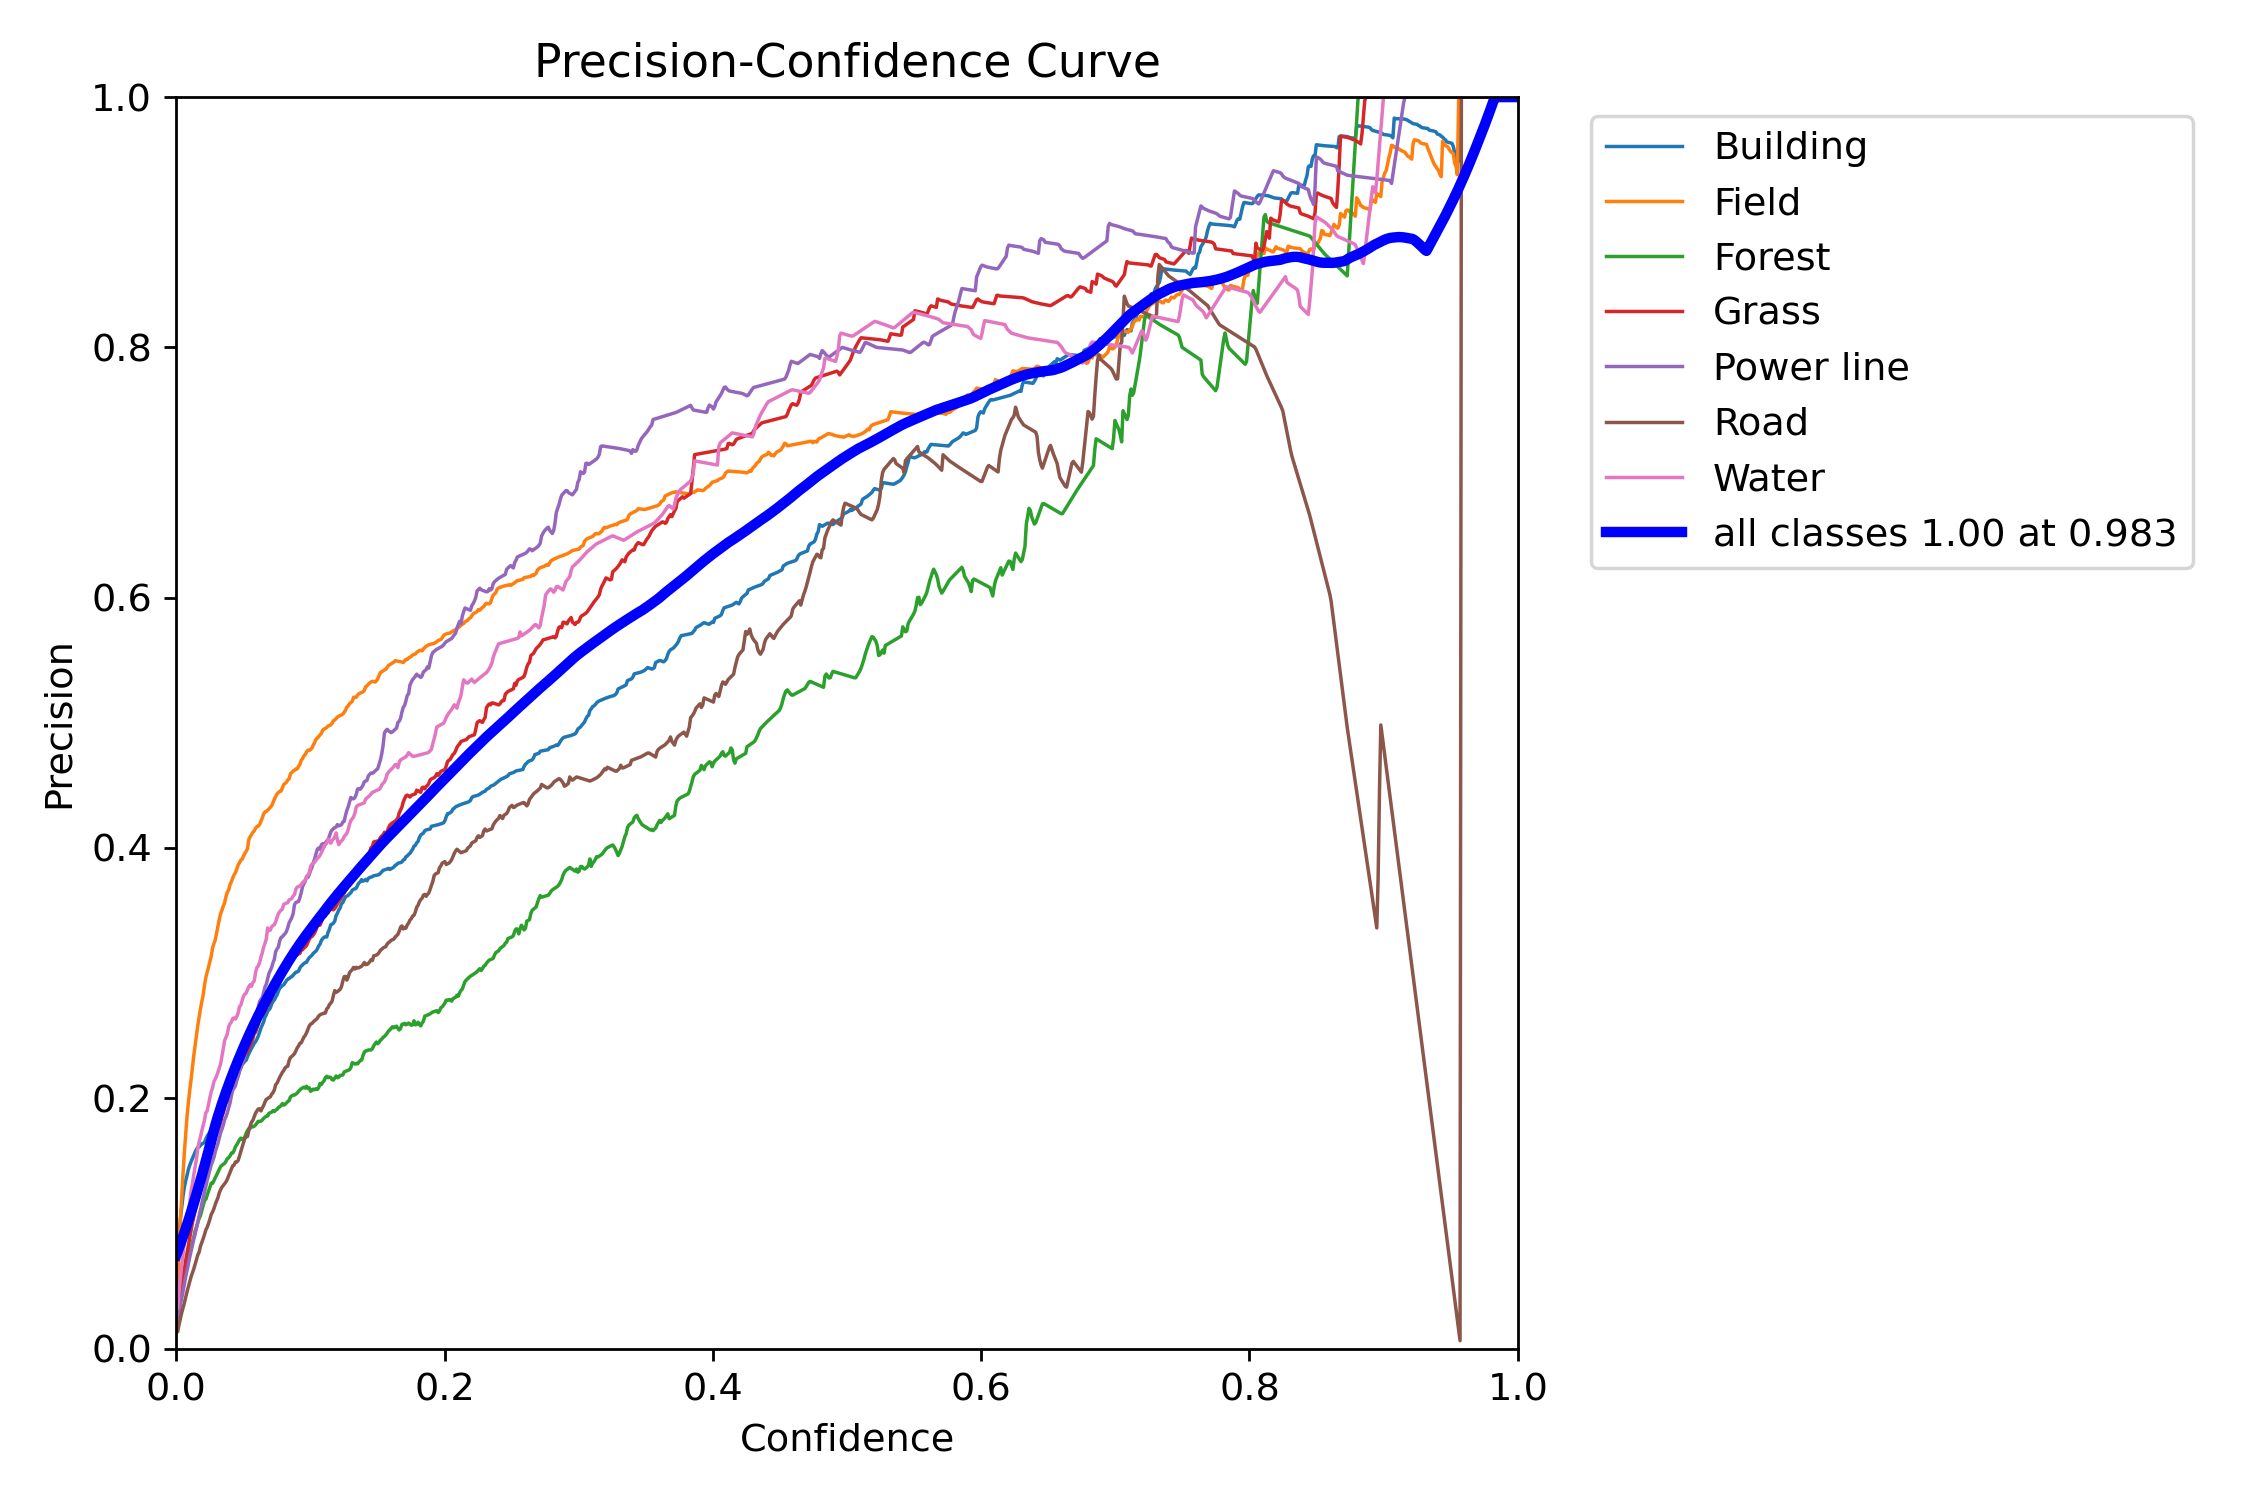 Precision-Confidence Curve
1.0
0.8
0.6
0.4
0.2
0.0
Precision
0.0 0.2 0.4 0.6 0.8 1.0
Confidence
Building
Field
Forest
Grass
Power line
Road
Water
all classes 1.00 at 0.983